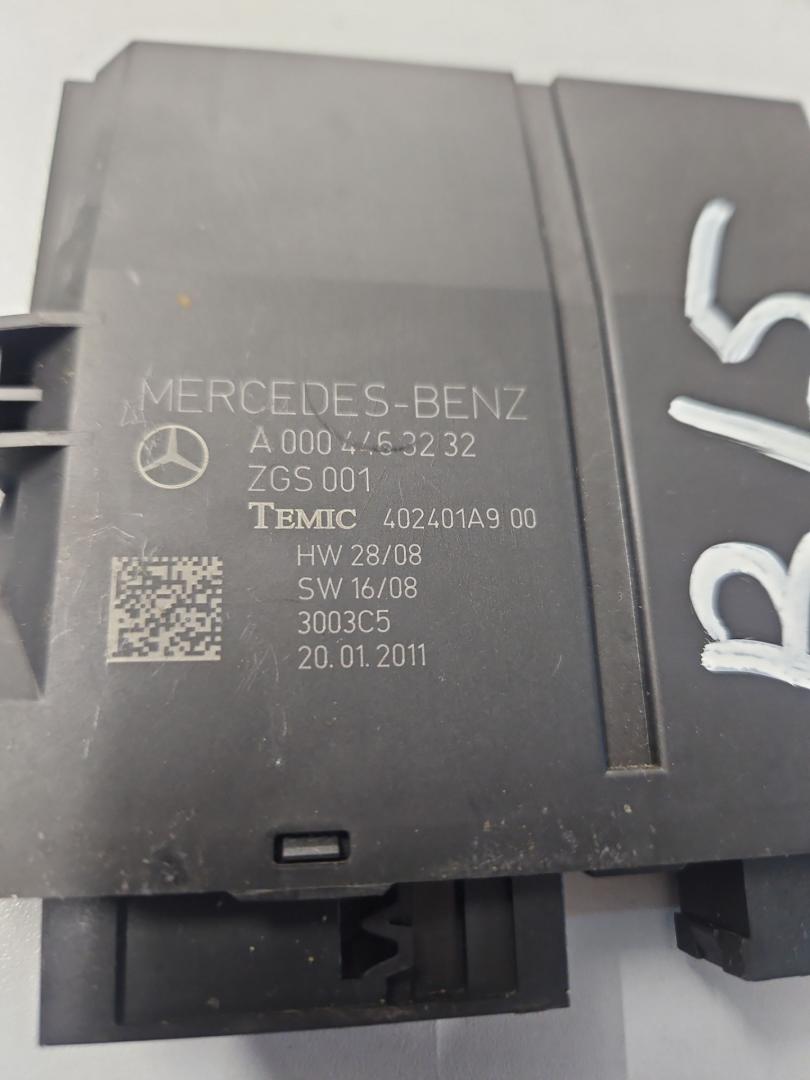 MERCEDES-BENZ
A 000 446 32 32
ZGS 001
TEMIC 402401A9 00
HW 28/08
SW 16/08
3003C5
20.01.2011